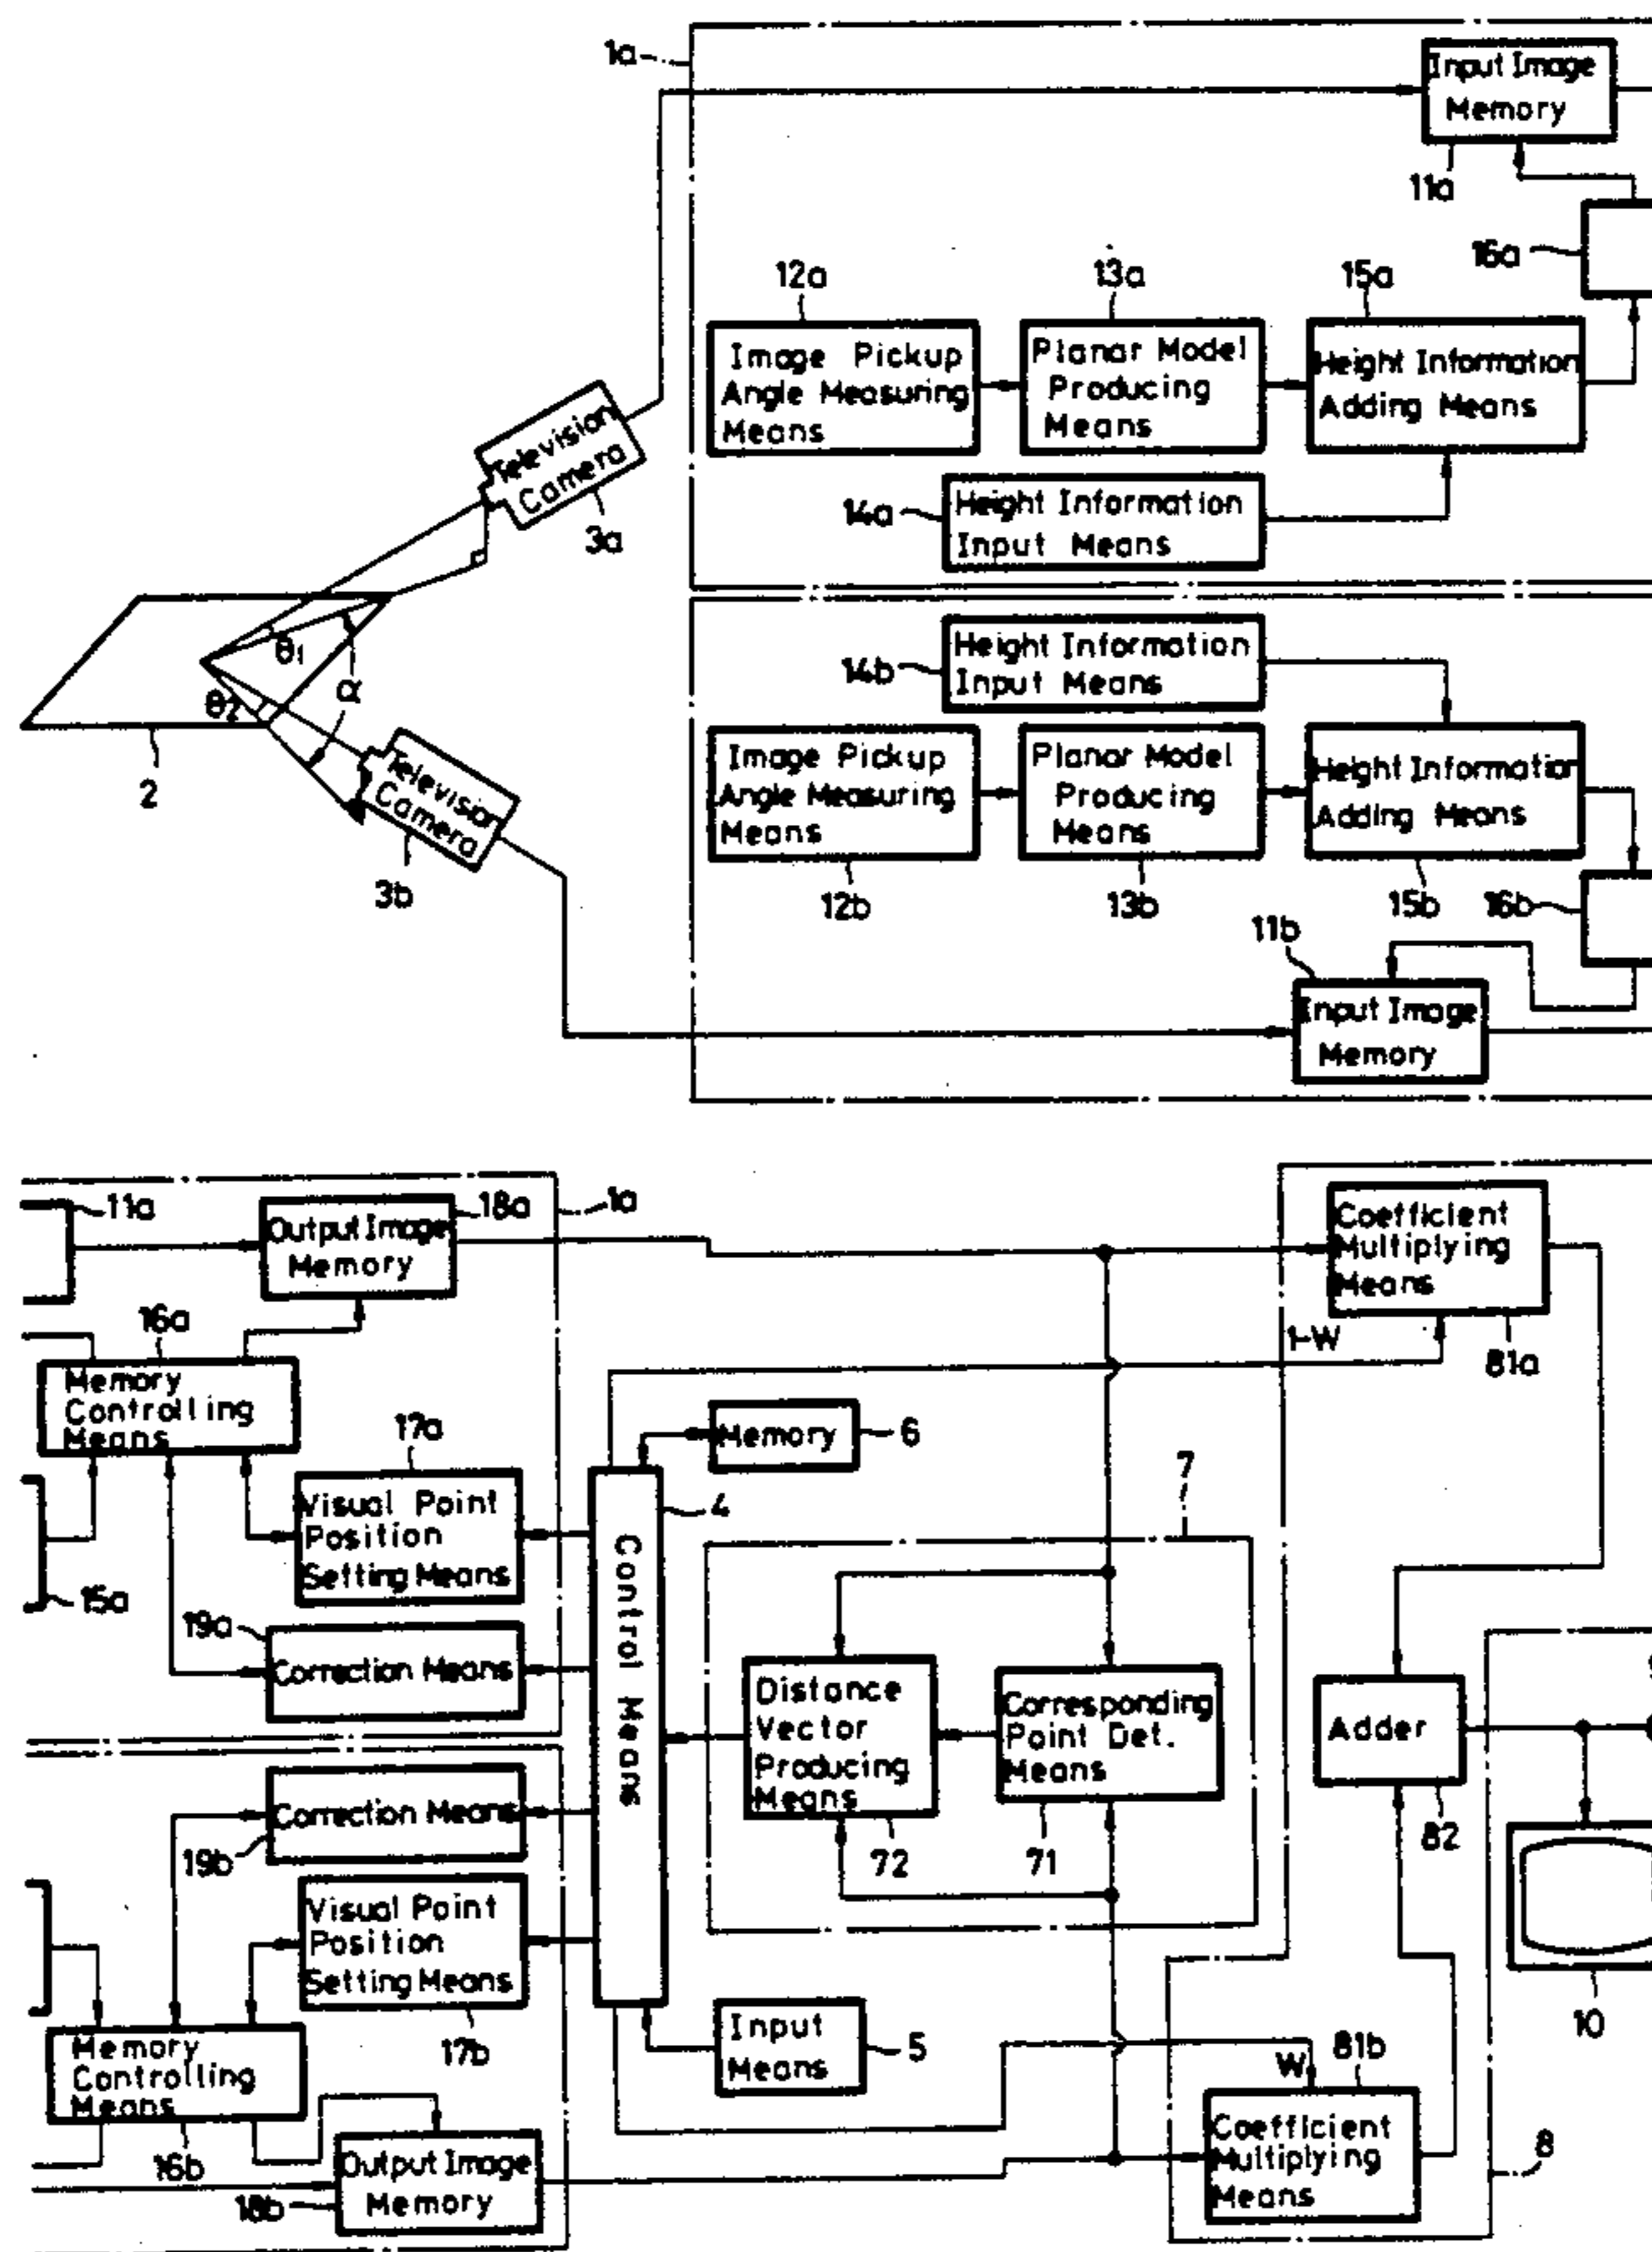 1a
Input Image
Memory
11a
16a
12a
13a
15a
Image Pickup
Angle Measuring
Means
Planar Model
Producing
Means
Height Information
Adding Means
Television
Camera
3a
14a
Height Information
Input Means
θ1
α
θ2
2
14b
Height Information
Input Means
Image Pickup
Angle Measuring
Means
Planar Model
Producing
Means
Height Information
Adding Means
Television
Camera
3b
12b
13b
15b
16b
11b
Input Image
Memory
11a
Output Image
Memory
18a
1a
Coefficient
Multiplying
Means
16a
1-W
81a
Memory
Controlling
Means
17a
Memory
6
7
Visual Point
Position
Setting Means
4
Control Means
15a
19a
Correction Means
Distance
Vector
Producing
Means
Corresponding
Point Det.
Means
Adder
Correction Means
19b
72
71
82
Visual Point
Position
Setting Means
10
17b
Input
Means
5
Memory
Controlling
Means
W
81b
16b
Output Image
Memory
18b
Coefficient
Multiplying
Means
8